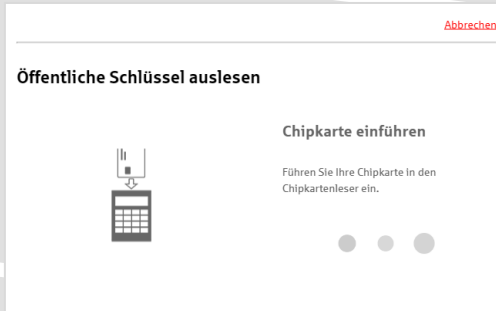 Abbrechen
Öffentliche Schlüssel auslesen
Chipkarte einführen
Führen Sie Ihre Chipkarte in den
Chipkartenleser ein.